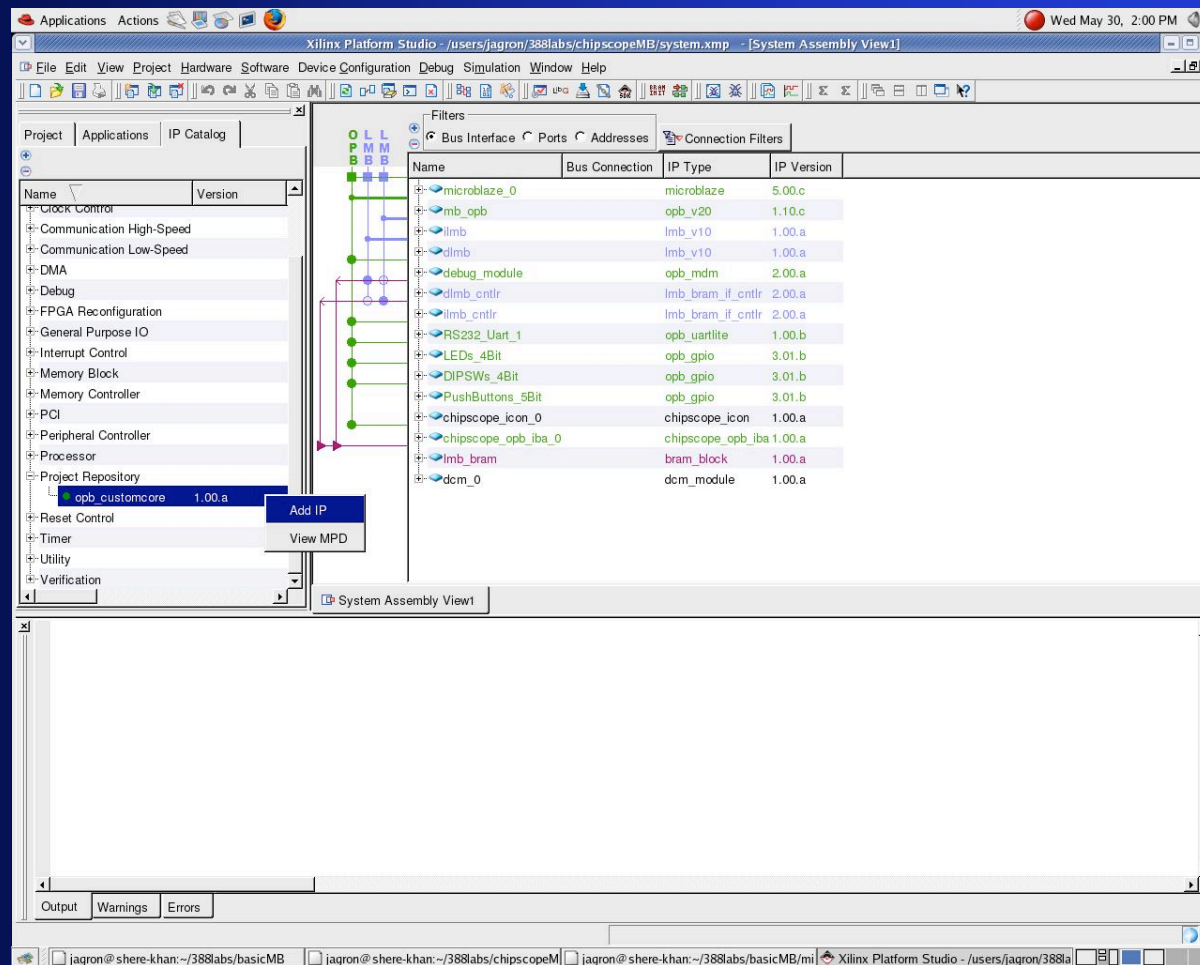 Applications Actions Wed May 30, 2:00 PM
Xilinx Platform Studio - /users/jagron/388labs/chipscopeMB/system.xmp - [System Assembly View1]
File Edit View Project Hardware Software Device Configuration Debug Simulation Window Help
Project Applications IP Catalog
Name Version
Clock Control
Communication High-Speed
Communication Low-Speed
DMA
Debug
FPGA Reconfiguration
General Purpose IO
Interrupt Control
Memory Block
Memory Controller
PCI
Peripheral Controller
Processor
Project Repository
opb_customcore 1.00.a
Reset Control
Timer
Utility
Verification
Add IP
View MPD
OPB LMB LMB
Filters
Bus Interface Ports Addresses Connection Filters
Name Bus Connection IP Type IP Version
microblaze_0 microblaze 5.00.c
mb_opb opb_v20 1.10.c
ilmb lmb_v10 1.00.a
dlmb lmb_v10 1.00.a
debug_module opb_mdm 2.00.a
dlmb_cntlr lmb_bram_if_cntlr 2.00.a
ilmb_cntlr lmb_bram_if_cntlr 2.00.a
RS232_Uart_1 opb_uartlite 1.00.b
LEDs_4Bit opb_gpio 3.01.b
DIPSWs_4Bit opb_gpio 3.01.b
PushButtons_5Bit opb_gpio 3.01.b
chipscope_icon_0 chipscope_icon 1.00.a
chipscope_opb_iba_0 chipscope_opb_iba 1.00.a
lmb_bram bram_block 1.00.a
dcm_0 dcm_module 1.00.a
System Assembly View1
Output Warnings Errors
jagron@shere-khan:~/388labs/basicMB jagron@shere-khan:~/388labs/chipscopeM jagron@shere-khan:~/388labs/basicMB/mi Xilinx Platform Studio - /users/jagron/388la